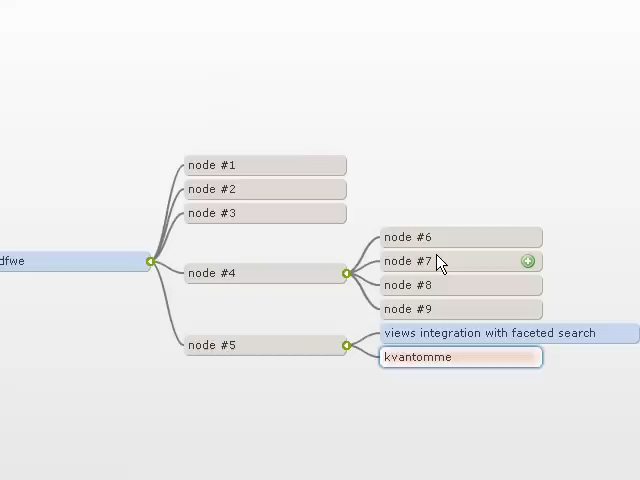 node #1
node #2
node #3
node #6
dfwe
node #7
node #4
node #8
node #9
views integration with faceted search
node #5
kvantomme